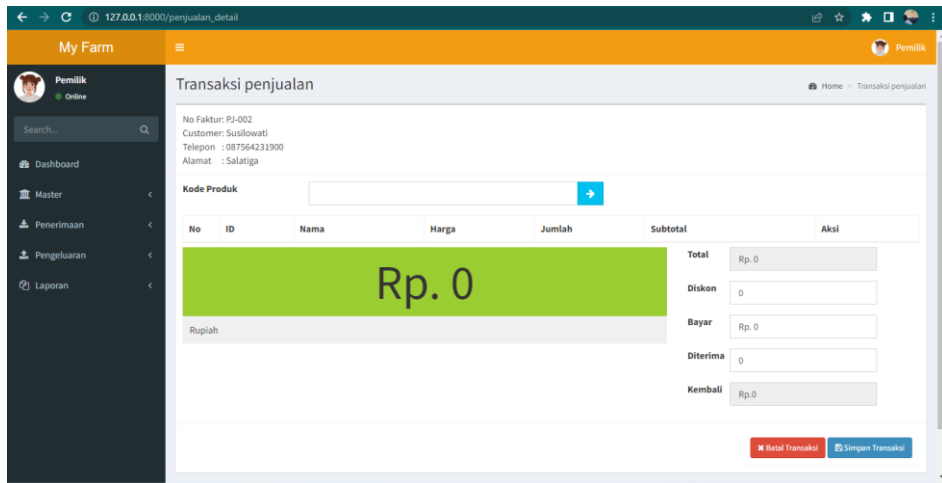 127.0.0.1:8000/penjualan_detail
My Farm
Pemilik
Pemilik
Online
Search...
Dashboard
Master
Penerimaan
Pengeluaran
Laporan
Transaksi penjualan
Home > Transaksi penjualan
No Faktur: PJ-002
Customer: Susilowati
Telepon : 087564231900
Alamat : Salatiga
Kode Produk
No ID Nama Harga Jumlah Subtotal Aksi
Rp. 0
Rupiah
Total Rp. 0
Diskon 0
Bayar Rp. 0
Diterima 0
Kembali Rp.0
Batal Transaksi Simpan Transaksi